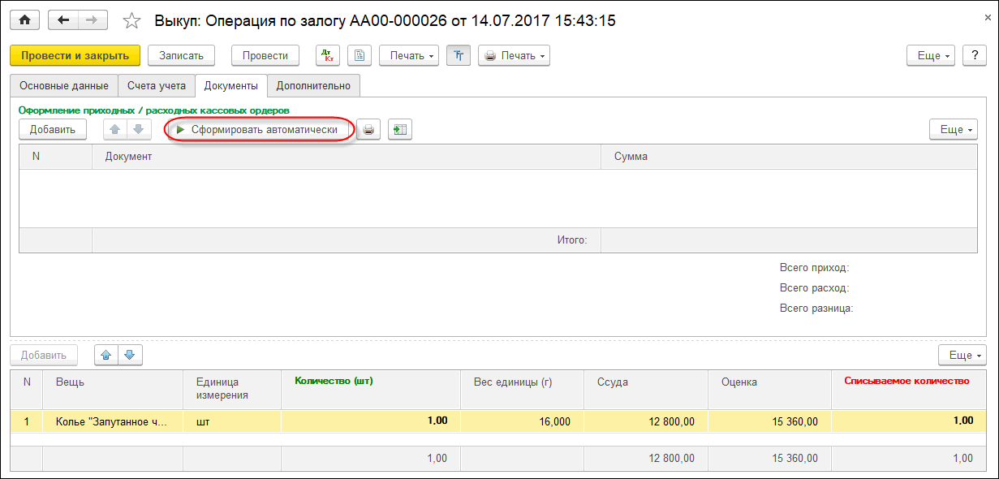 Выкуп: Операция по залогу АА00-000026 от 14.07.2017 15:43:15
Провести и закрыть Записать Провести Дт Кт Печать Тт Печать Еще ?
Основные данные Счета учета Документы Дополнительно
Оформление приходных / расходных кассовых ордеров
Добавить Сформировать автоматически Еще
N Документ Сумма
Итого:
Всего приход:
Всего расход:
Всего разница:
Добавить Еще
N Вещь Единица измерения Количество (шт) Вес единицы (г) Ссуда Оценка Списываемое количество
1 Колье "Запутанное ч... шт 1.00 16,000 12 800,00 15 360,00 1.00
1,00 12 800,00 15 360,00 1,00